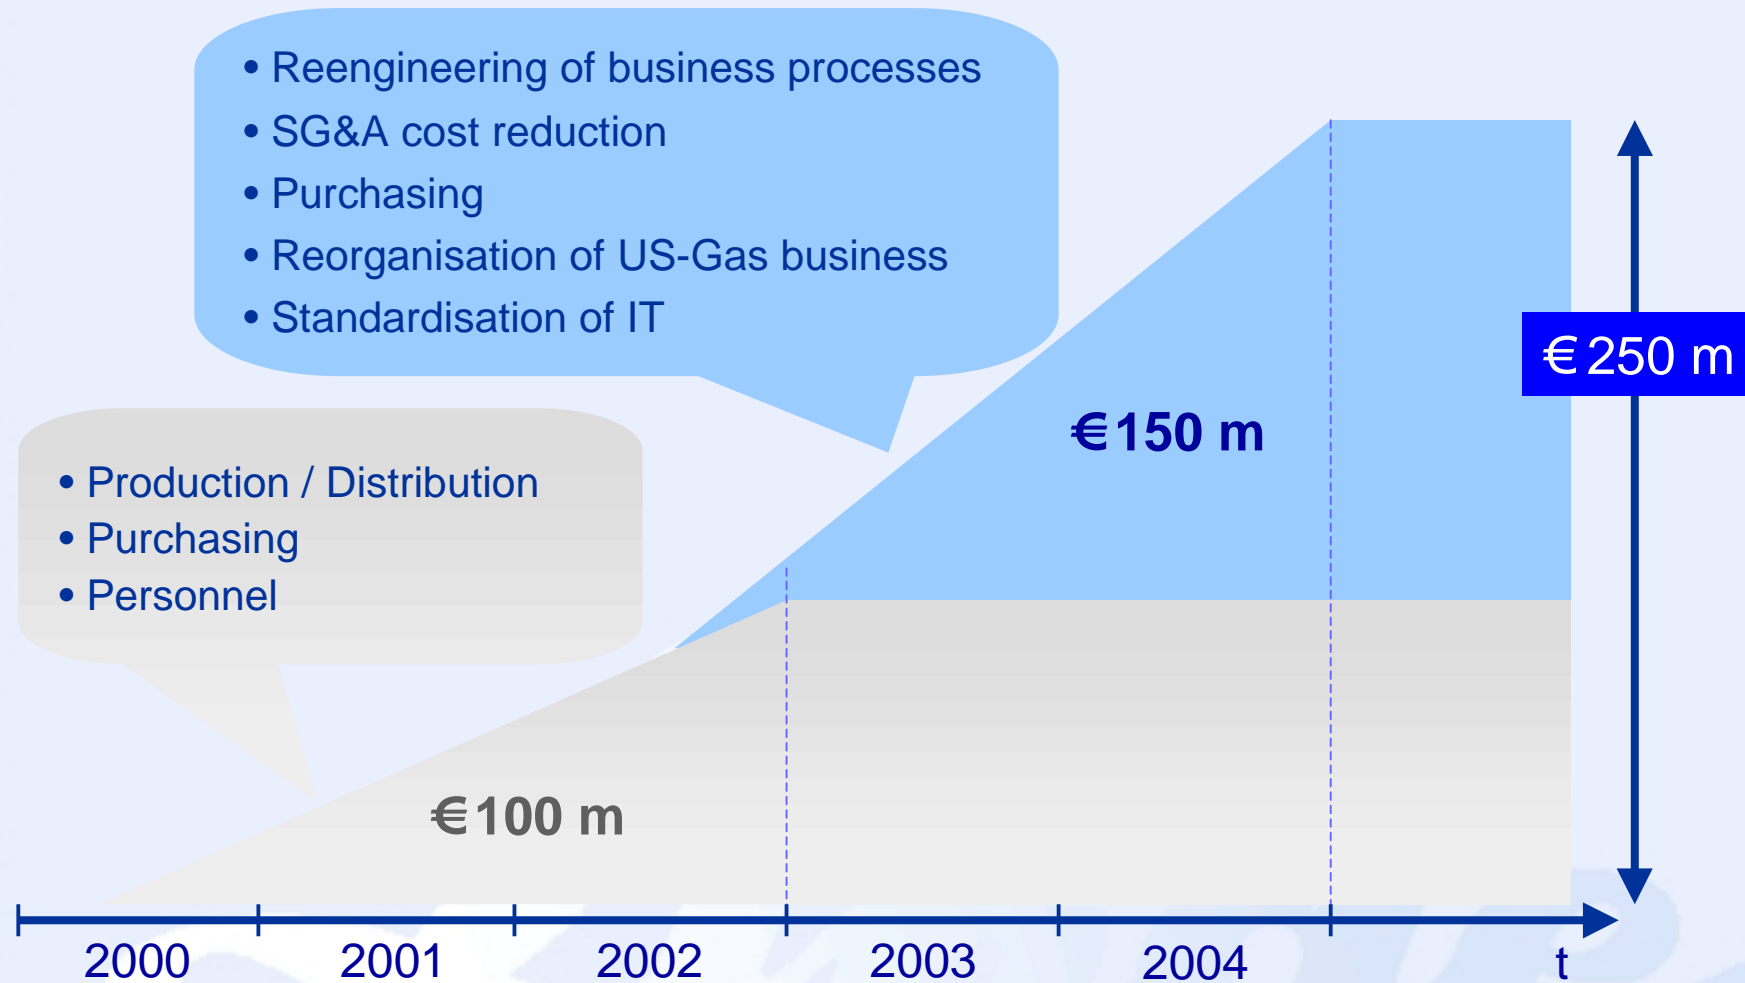 • Reengineering of business processes
• SG&A cost reduction
• Purchasing
• Reorganisation of US-Gas business
• Standardisation of IT
€250 m
€150 m
• Production / Distribution
• Purchasing
• Personnel
€100 m
2000 2001 2002 2003 2004 t